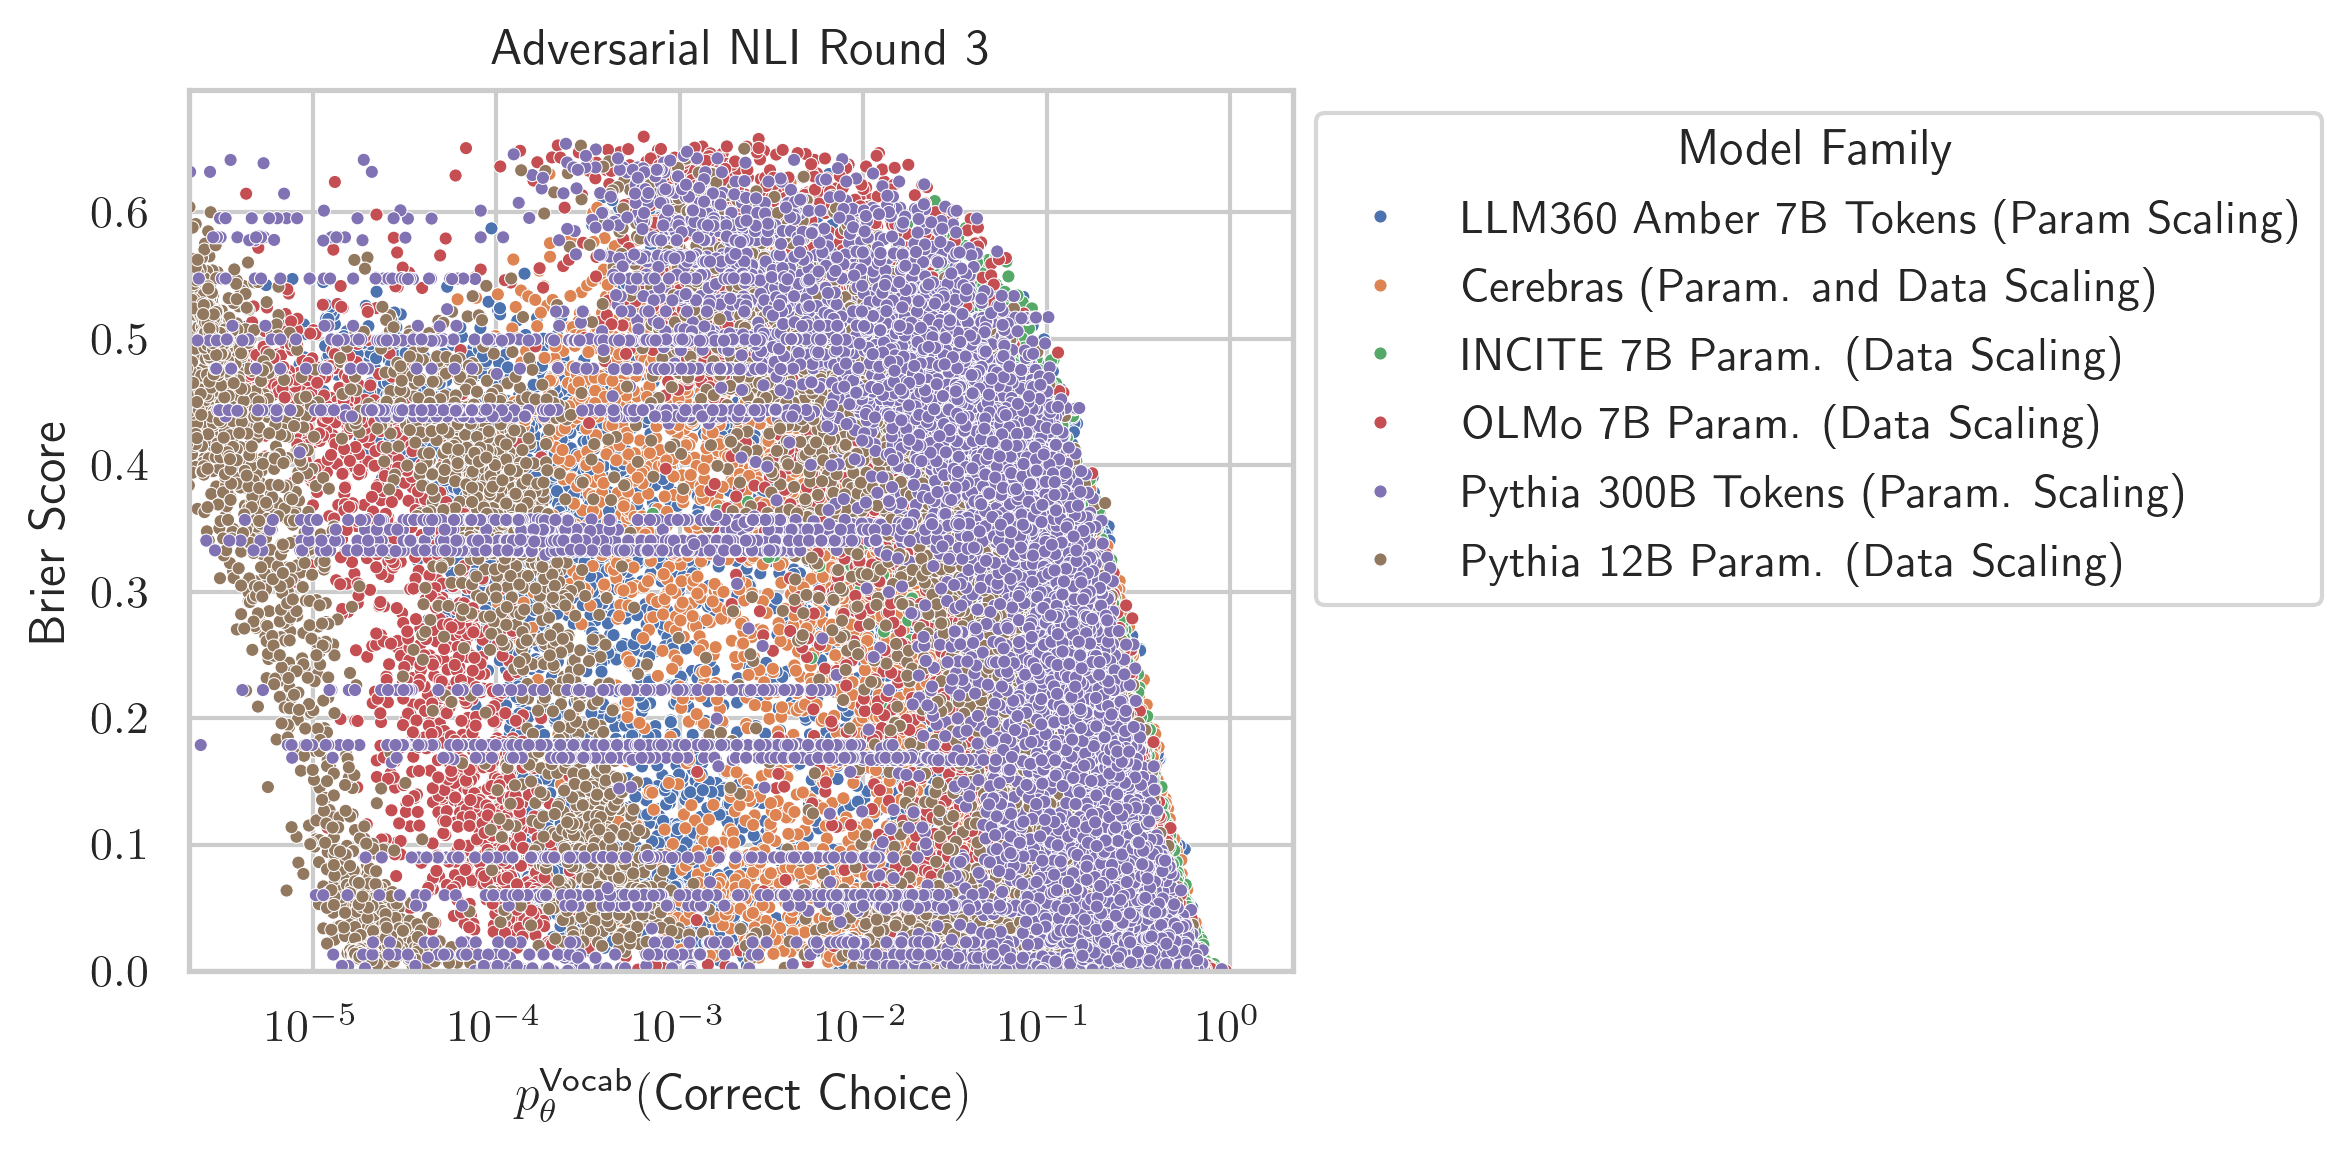 Adversarial NLI Round 3
Brier Score
0.6
0.5
0.4
0.3
0.2
0.1
0.0
10⁻⁵ 10⁻⁴ 10⁻³ 10⁻² 10⁻¹ 10⁰
p_θ^Vocab(Correct Choice)
Model Family
LLM360 Amber 7B Tokens (Param Scaling)
Cerebras (Param. and Data Scaling)
INCITE 7B Param. (Data Scaling)
OLMo 7B Param. (Data Scaling)
Pythia 300B Tokens (Param. Scaling)
Pythia 12B Param. (Data Scaling)